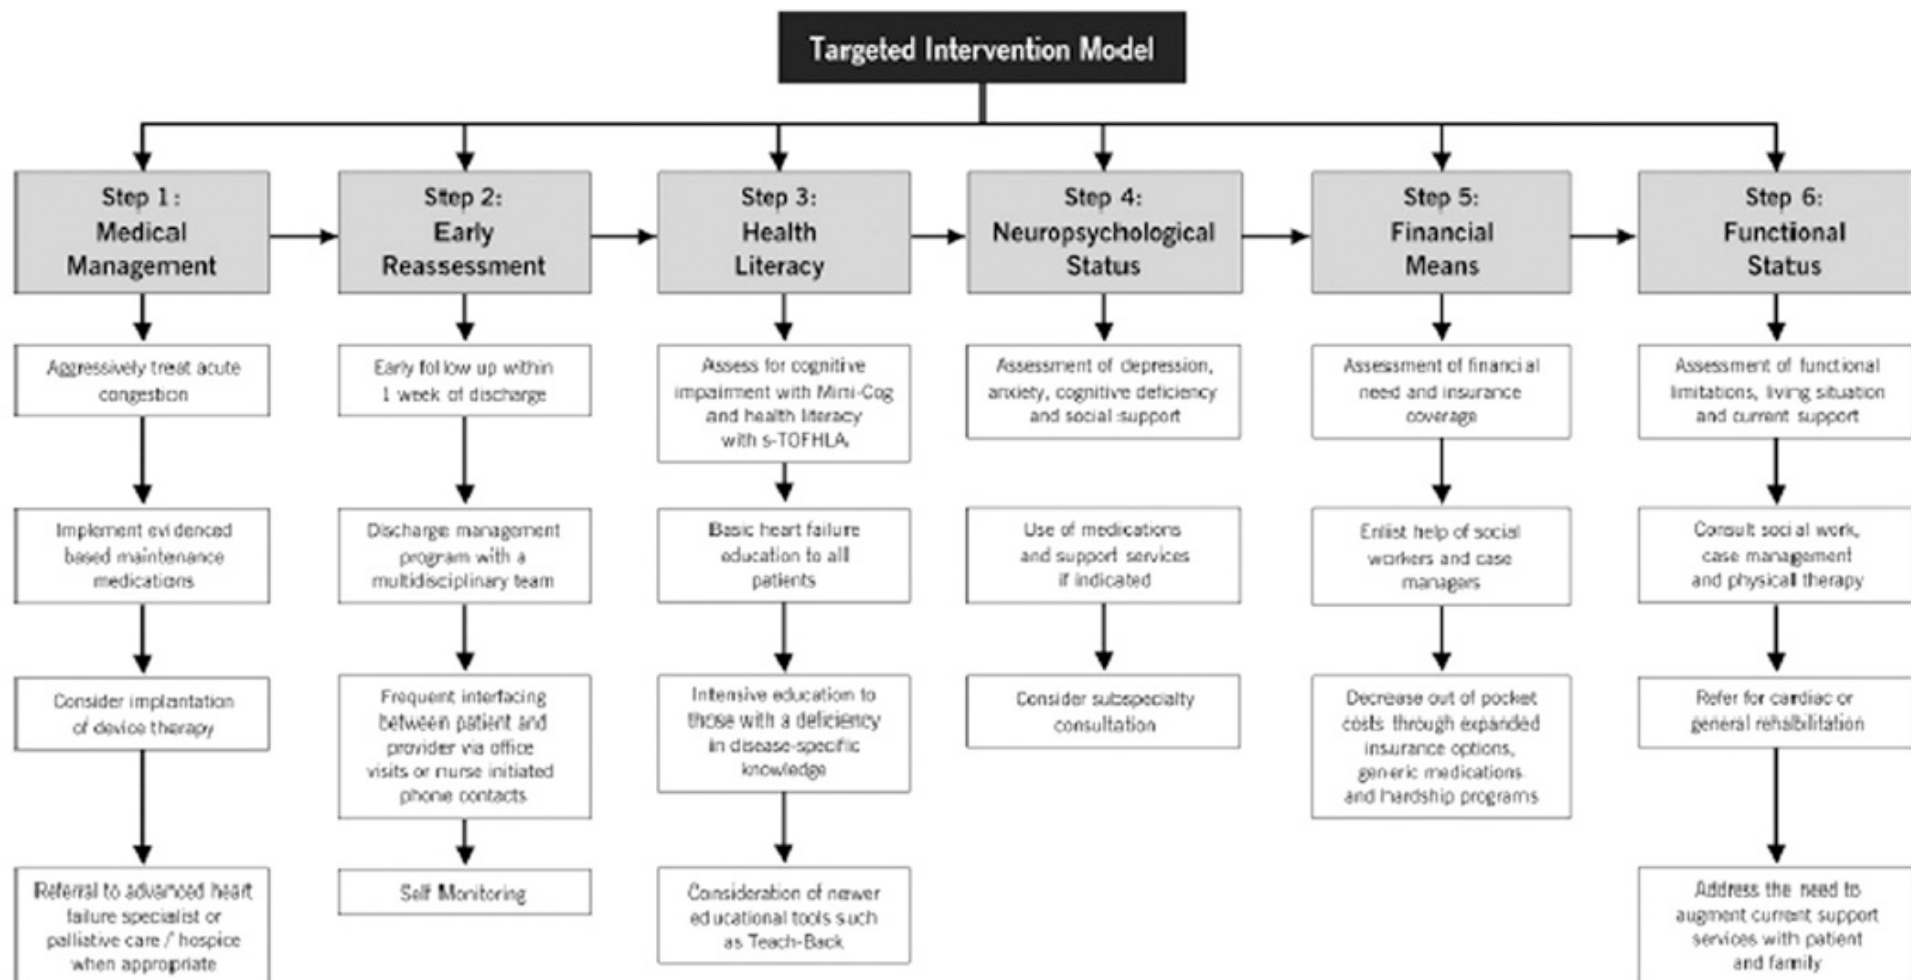 Targeted Intervention Model
Step 1:
Medical
Management
Aggressively treat acute
congestion
Implement evidenced
based maintenance
medications
Consider implantation
of device therapy
Referral to advanced heart
failure specialist or
palliative care / hospice
when appropriate
Step 2:
Early
Reassessment
Early follow up within
1 week of discharge
Discharge management
program with a
multidisciplinary team
Frequent interfacing
between patient and
provider via office
visits or nurse initiated
phone contacts
Self Monitoring
Step 3:
Health
Literacy
Assess for cognitive
impairment with Mini-Cog
and health literacy
with s-TOFHLA.
Basic heart failure
education to all
patients
Intensive education to
those with a deficiency
in disease-specific
knowledge
Consideration of newer
educational tools such
as Teach-Back
Step 4:
Neuropsychological
Status
Assessment of depression,
anxiety, cognitive deficiency
and social support
Use of medications
and support services
if indicated
Consider subspecialty
consultation
Step 5:
Financial
Means
Assessment of financial
need and insurance
coverage
Enlist help of social
workers and case
managers
Decrease out of pocket
costs through expanded
insurance options,
generic medications
and hardship programs
Step 6:
Functional
Status
Assessment of functional
limitations, living situation
and current support
Consult social work,
case management
and physical therapy
Refer for cardiac or
general rehabilitation
Address the need to
augment current support
services with patient
and family